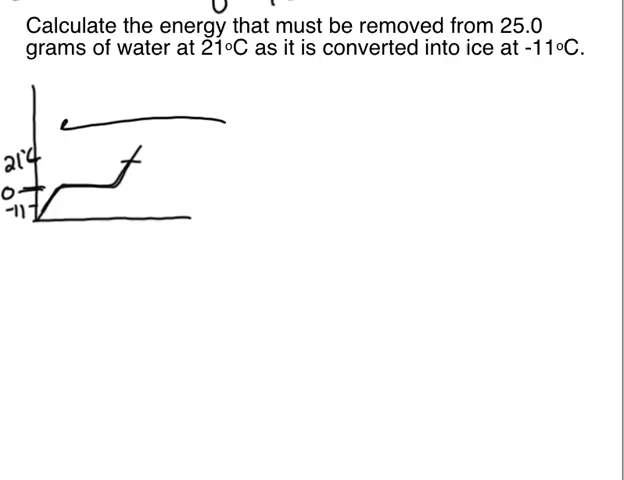 Calculate the energy that must be removed from 25.0
grams of water at 21°C as it is converted into ice at -11°C.
21°C
0
-11